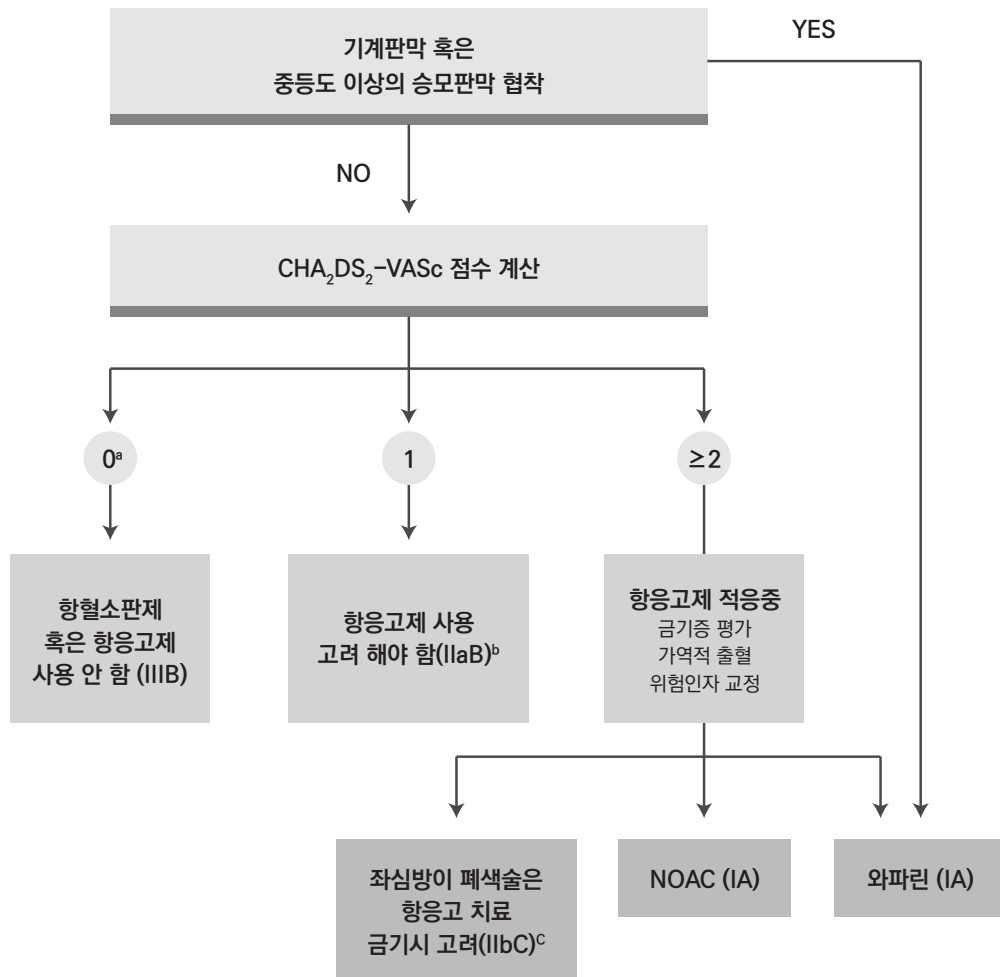 기계판막 혹은
중등도 이상의 승모판막 협착
YES
NO
CHA₂DS₂-VASc 점수 계산
0ᵃ
1
≥2
항혈소판제
혹은 항응고제
사용 안 함 (IIIB)
항응고제 사용
고려 해야 함(IIaB)ᵇ
항응고제 적응중
금기증 평가
가역적 출혈
위험인자 교정
좌심방이 폐색술은
항응고 치료
금기시 고려(IIbC)ᶜ
NOAC (IA)
와파린 (IA)